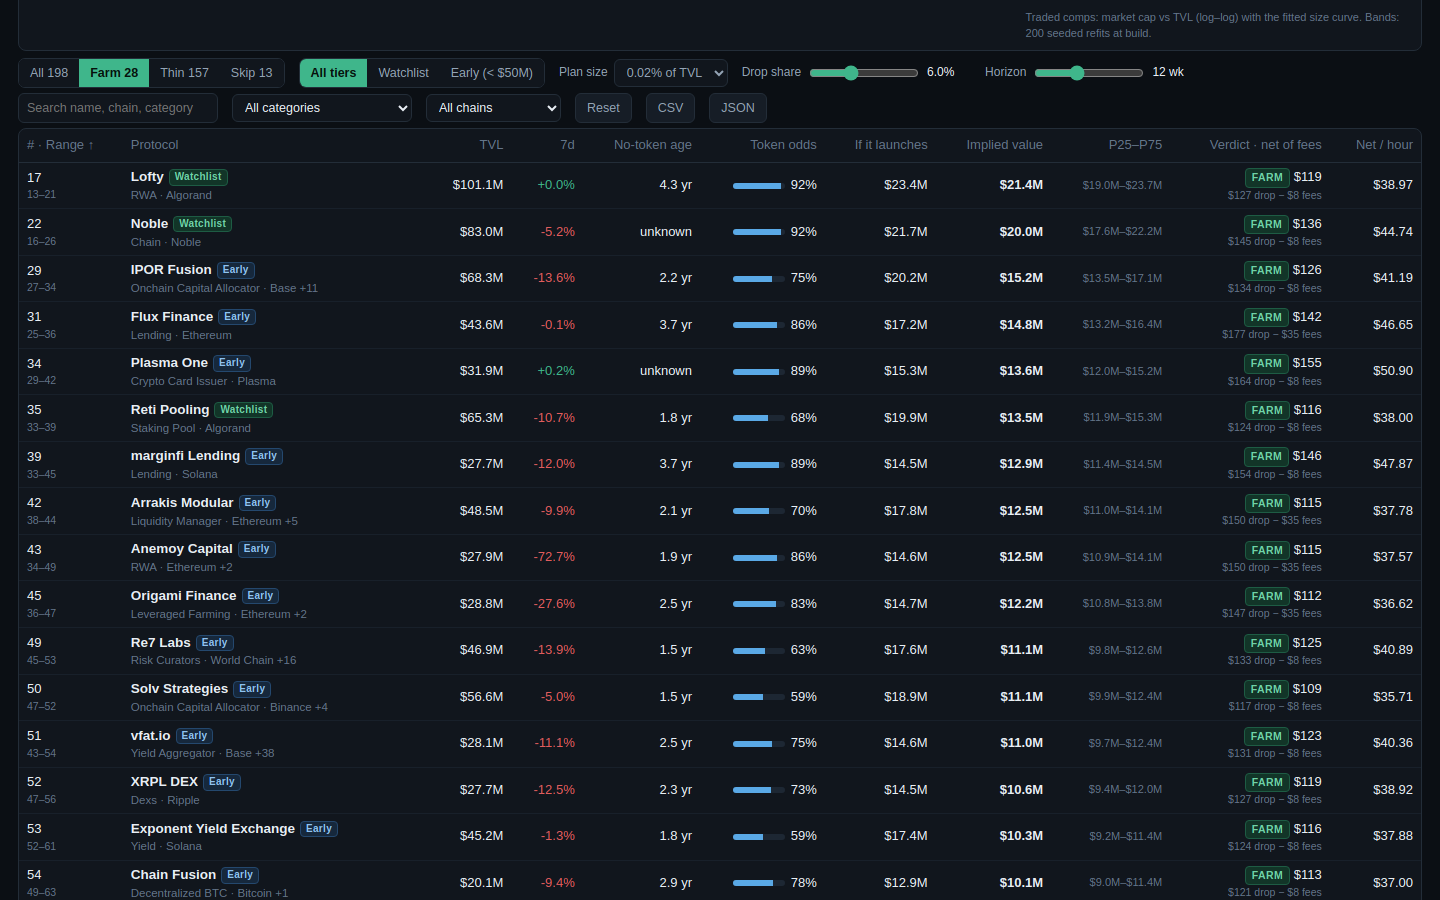 Traded comps: market cap vs TVL (log–log) with the fitted size curve. Bands:
200 seeded refits at build.
All 198 Farm 28 Thin 157 Skip 13 All tiers Watchlist Early (< $50M) Plan size 0.02% of TVL Drop share 6.0% Horizon 12 wk
Search name, chain, category All categories All chains Reset CSV JSON
# · Range ↑ Protocol TVL 7d No-token age Token odds If it launches Implied value P25–P75 Verdict · net of fees Net / hour
17 Lofty Watchlist $101.1M +0.0% 4.3 yr 92% $23.4M $21.4M $19.0M–$23.7M FARM $119 $38.97
13–21 RWA · Algorand $127 drop − $8 fees
22 Noble Watchlist $83.0M -5.2% unknown 92% $21.7M $20.0M $17.6M–$22.2M FARM $136 $44.74
16–26 Chain · Noble $145 drop − $8 fees
29 IPOR Fusion Early $68.3M -13.6% 2.2 yr 75% $20.2M $15.2M $13.5M–$17.1M FARM $126 $41.19
27–34 Onchain Capital Allocator · Base +11 $134 drop − $8 fees
31 Flux Finance Early $43.6M -0.1% 3.7 yr 86% $17.2M $14.8M $13.2M–$16.4M FARM $142 $46.65
25–36 Lending · Ethereum $177 drop − $35 fees
34 Plasma One Early $31.9M +0.2% unknown 89% $15.3M $13.6M $12.0M–$15.2M FARM $155 $50.90
29–42 Crypto Card Issuer · Plasma $164 drop − $8 fees
35 Reti Pooling Watchlist $65.3M -10.7% 1.8 yr 68% $19.9M $13.5M $11.9M–$15.3M FARM $116 $38.00
33–39 Staking Pool · Algorand $124 drop − $8 fees
39 marginfi Lending Early $27.7M -12.0% 3.7 yr 89% $14.5M $12.9M $11.4M–$14.5M FARM $146 $47.87
33–45 Lending · Solana $154 drop − $8 fees
42 Arrakis Modular Early $48.5M -9.9% 2.1 yr 70% $17.8M $12.5M $11.0M–$14.1M FARM $115 $37.78
38–44 Liquidity Manager · Ethereum +5 $150 drop − $35 fees
43 Anemoy Capital Early $27.9M -72.7% 1.9 yr 86% $14.6M $12.5M $10.9M–$14.1M FARM $115 $37.57
34–49 RWA · Ethereum +2 $150 drop − $35 fees
45 Origami Finance Early $28.8M -27.6% 2.5 yr 83% $14.7M $12.2M $10.8M–$13.8M FARM $112 $36.62
36–47 Leveraged Farming · Ethereum +2 $147 drop − $35 fees
49 Re7 Labs Early $46.9M -13.9% 1.5 yr 63% $17.6M $11.1M $9.8M–$12.6M FARM $125 $40.89
45–53 Risk Curators · World Chain +16 $133 drop − $8 fees
50 Solv Strategies Early $56.6M -5.0% 1.5 yr 59% $18.9M $11.1M $9.9M–$12.4M FARM $109 $35.71
47–52 Onchain Capital Allocator · Binance +4 $117 drop − $8 fees
51 vfat.io Early $28.1M -11.1% 2.5 yr 75% $14.6M $11.0M $9.7M–$12.4M FARM $123 $40.36
43–54 Yield Aggregator · Base +38 $131 drop − $8 fees
52 XRPL DEX Early $27.7M -12.5% 2.3 yr 73% $14.5M $10.6M $9.4M–$12.0M FARM $119 $38.92
47–56 Dexs · Ripple $127 drop − $8 fees
53 Exponent Yield Exchange Early $45.2M -1.3% 1.8 yr 59% $17.4M $10.3M $9.2M–$11.4M FARM $116 $37.88
52–61 Yield · Solana $124 drop − $8 fees
54 Chain Fusion Early $20.1M -9.4% 2.9 yr 78% $12.9M $10.1M $9.0M–$11.4M FARM $113 $37.00
49–63 Decentralized BTC · Bitcoin +1 $121 drop − $8 fees